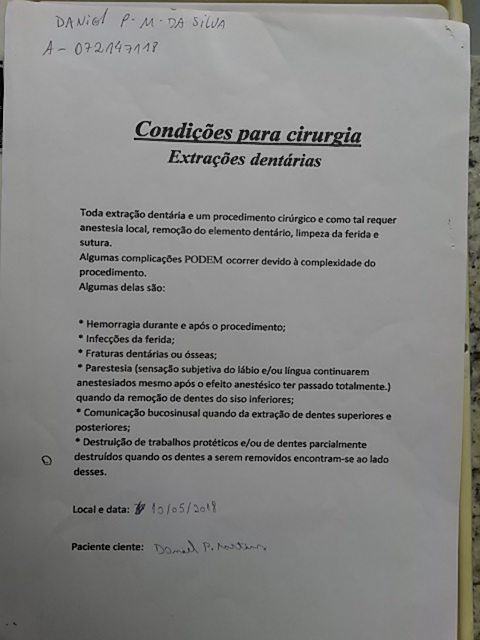 Daniel P. M. DA SILVA
A - 072147118
Condições para cirurgia
Extrações dentárias
Toda extração dentária e um procedimento cirúrgico e como tal requer
anestesia local, remoção do elemento dentário, limpeza da ferida e
sutura.
Algumas complicações PODEM ocorrer devido à complexidade do
procedimento.
Algumas delas são:
* Hemorragia durante e após o procedimento;
* Infecções da ferida;
* Fraturas dentárias ou ósseas;
* Parestesia (sensação subjetiva do lábio e/ou língua continuarem
anestesiados mesmo após o efeito anestésico ter passado totalmente.)
quando da remoção de dentes do siso inferiores;
* Comunicação bucosinusal quando da extração de dentes superiores e
posteriores;
* Destruição de trabalhos protéticos e/ou de dentes parcialmente
destruídos quando os dentes a serem removidos encontram-se ao lado
desses.
Local e data: 10/05/2018
Paciente ciente: Daniel P. Martins